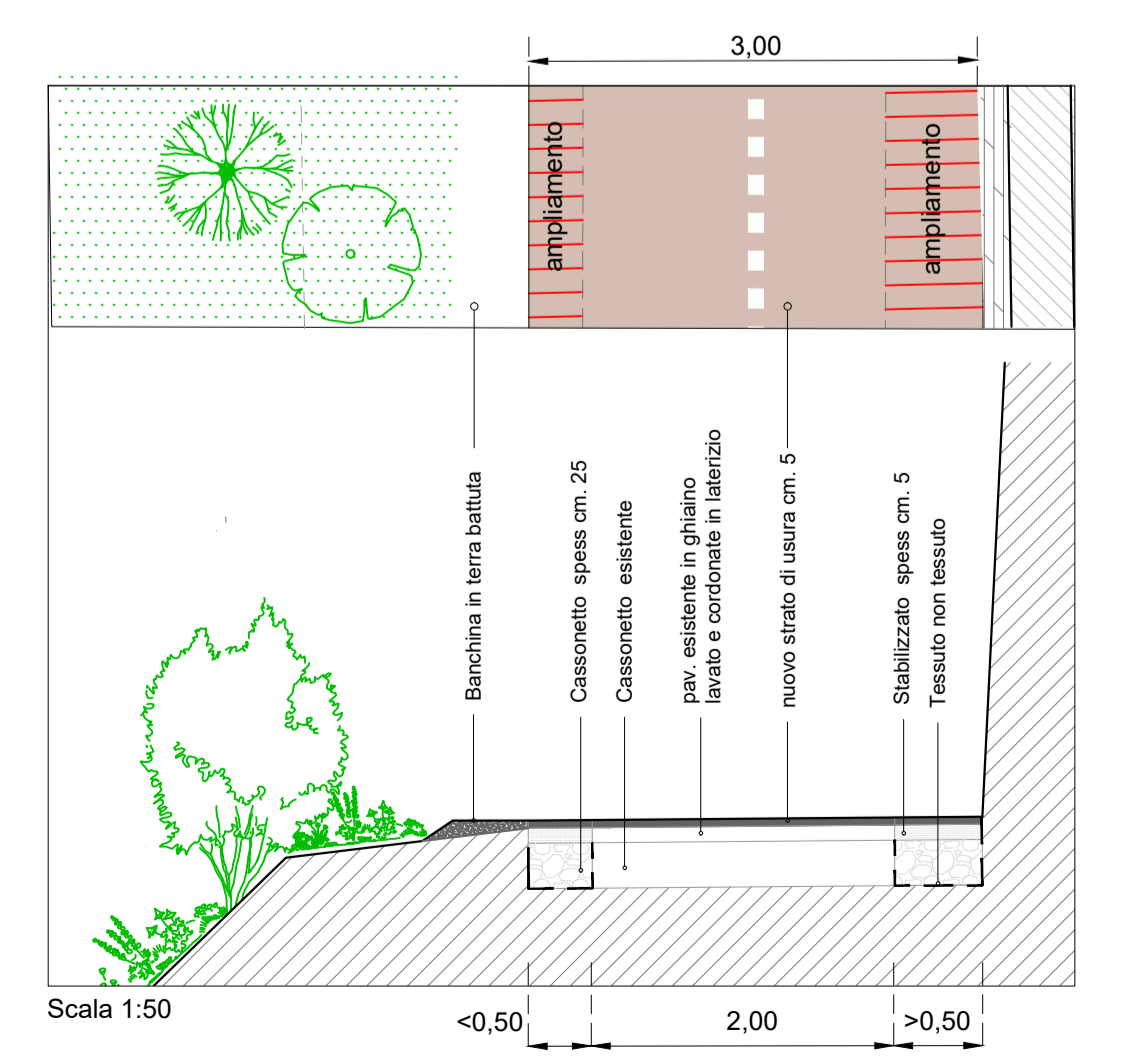 3,00
ampliamento
ampliamento
Banchina in terra battuta
Cassonetto spess cm. 25
Cassonetto esistente
pav. esistente in ghiaino
lavato e cordonate in laterizio
nuovo strato di usura cm. 5
Stabilizzato spess cm. 5
Tessuto non tessuto
Scala 1:50
<0,50
2,00
>0,50